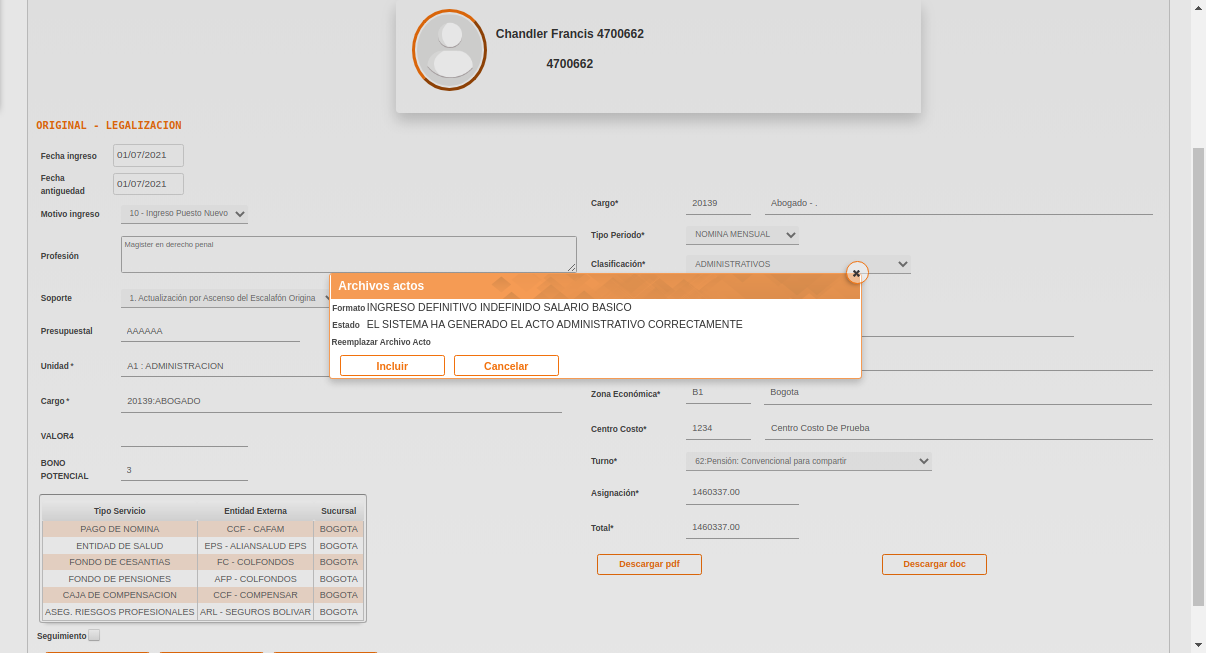 Chandler Francis 4700662
4700662
ORIGINAL - LEGALIZACION
Fecha ingreso 01/07/2021
Fecha antiguedad 01/07/2021
Motivo ingreso 10 - Ingreso Puesto Nuevo
Profesión Magister en derecho penal
Soporte 1. Actualización por Ascenso del Escalafón Origina
Presupuestal AAAAAA
Unidad * A1 : ADMINISTRACION
Cargo * 20139:ABOGADO
VALOR4
BONO POTENCIAL 3
Cargo* 20139 Abogado - .
Tipo Periodo* NOMINA MENSUAL
Clasificación* ADMINISTRATIVOS
Archivos actos
Formato INGRESO DEFINITIVO INDEFINIDO SALARIO BASICO
Estado EL SISTEMA HA GENERADO EL ACTO ADMINISTRATIVO CORRECTAMENTE
Reemplazar Archivo Acto
Incluir Cancelar
Zona Económica* B1 Bogota
Centro Costo* 1234 Centro Costo De Prueba
Turno* 62:Pensión: Convencional para compartir
Asignación* 1460337.00
Total* 1460337.00
Descargar pdf Descargar doc
Tipo Servicio Entidad Externa Sucursal
PAGO DE NOMINA CCF - CAFAM BOGOTA
ENTIDAD DE SALUD EPS - ALIANSALUD EPS BOGOTA
FONDO DE CESANTIAS FC - COLFONDOS BOGOTA
FONDO DE PENSIONES AFP - COLFONDOS BOGOTA
CAJA DE COMPENSACION CCF - COMPENSAR BOGOTA
ASEG. RIESGOS PROFESIONALES ARL - SEGUROS BOLIVAR BOGOTA
Seguimiento